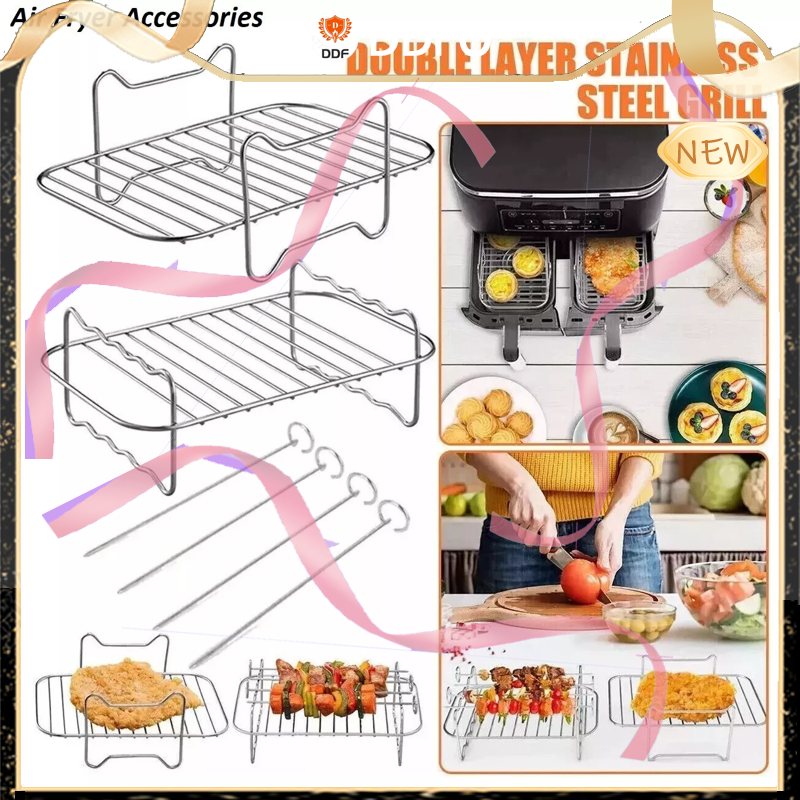 Air Fryer Accessories
DDF
DOUBLE LAYER STAINLESS
STEEL GRILL
NEW